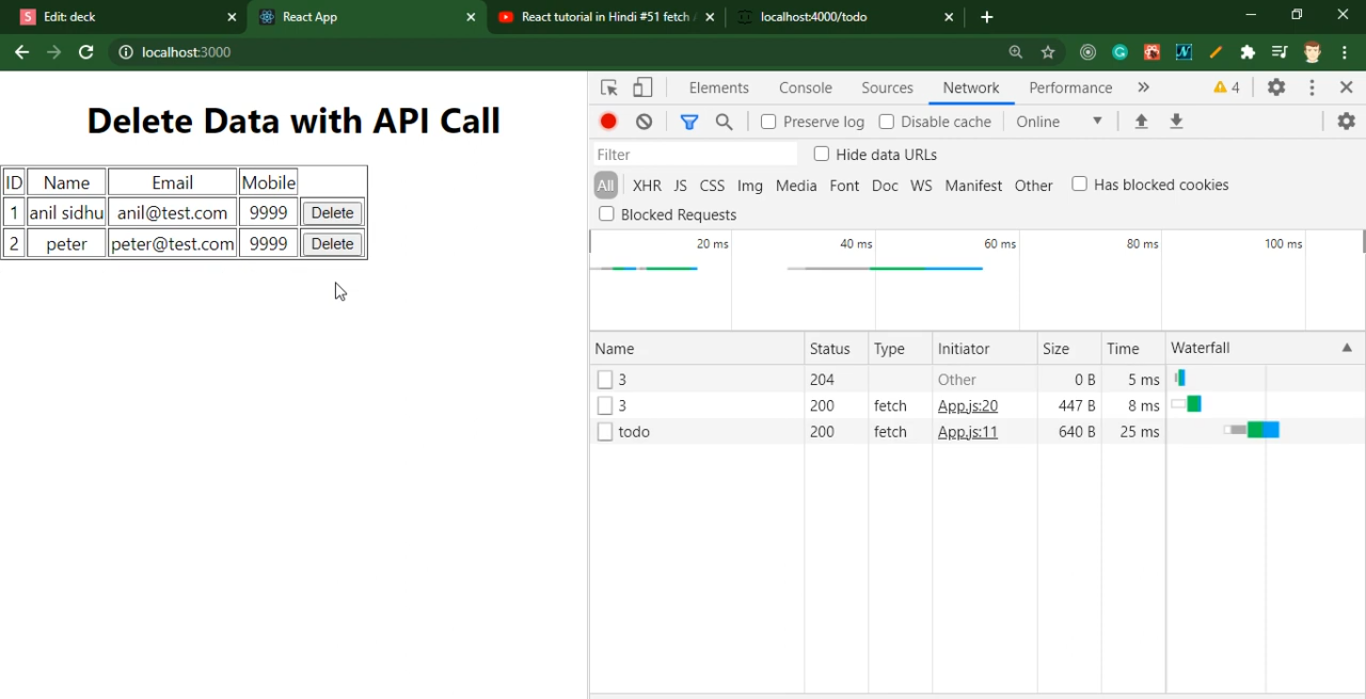 S Edit: deck
React App
React tutorial in Hindi #51 fetch
localhost:4000/todo
localhost:3000
Delete Data with API Call
ID Name Email Mobile
1 anil sidhu anil@test.com 9999 Delete
2 peter peter@test.com 9999 Delete
Elements Console Sources Network Performance » 4
Preserve log Disable cache Online
Filter Hide data URLs
All XHR JS CSS Img Media Font Doc WS Manifest Other Has blocked cookies
Blocked Requests
20 ms 40 ms 60 ms 80 ms 100 ms
Name Status Type Initiator Size Time Waterfall
3 204 Other 0 B 5 ms
3 200 fetch App.js:20 447 B 8 ms
todo 200 fetch App.js:11 640 B 25 ms